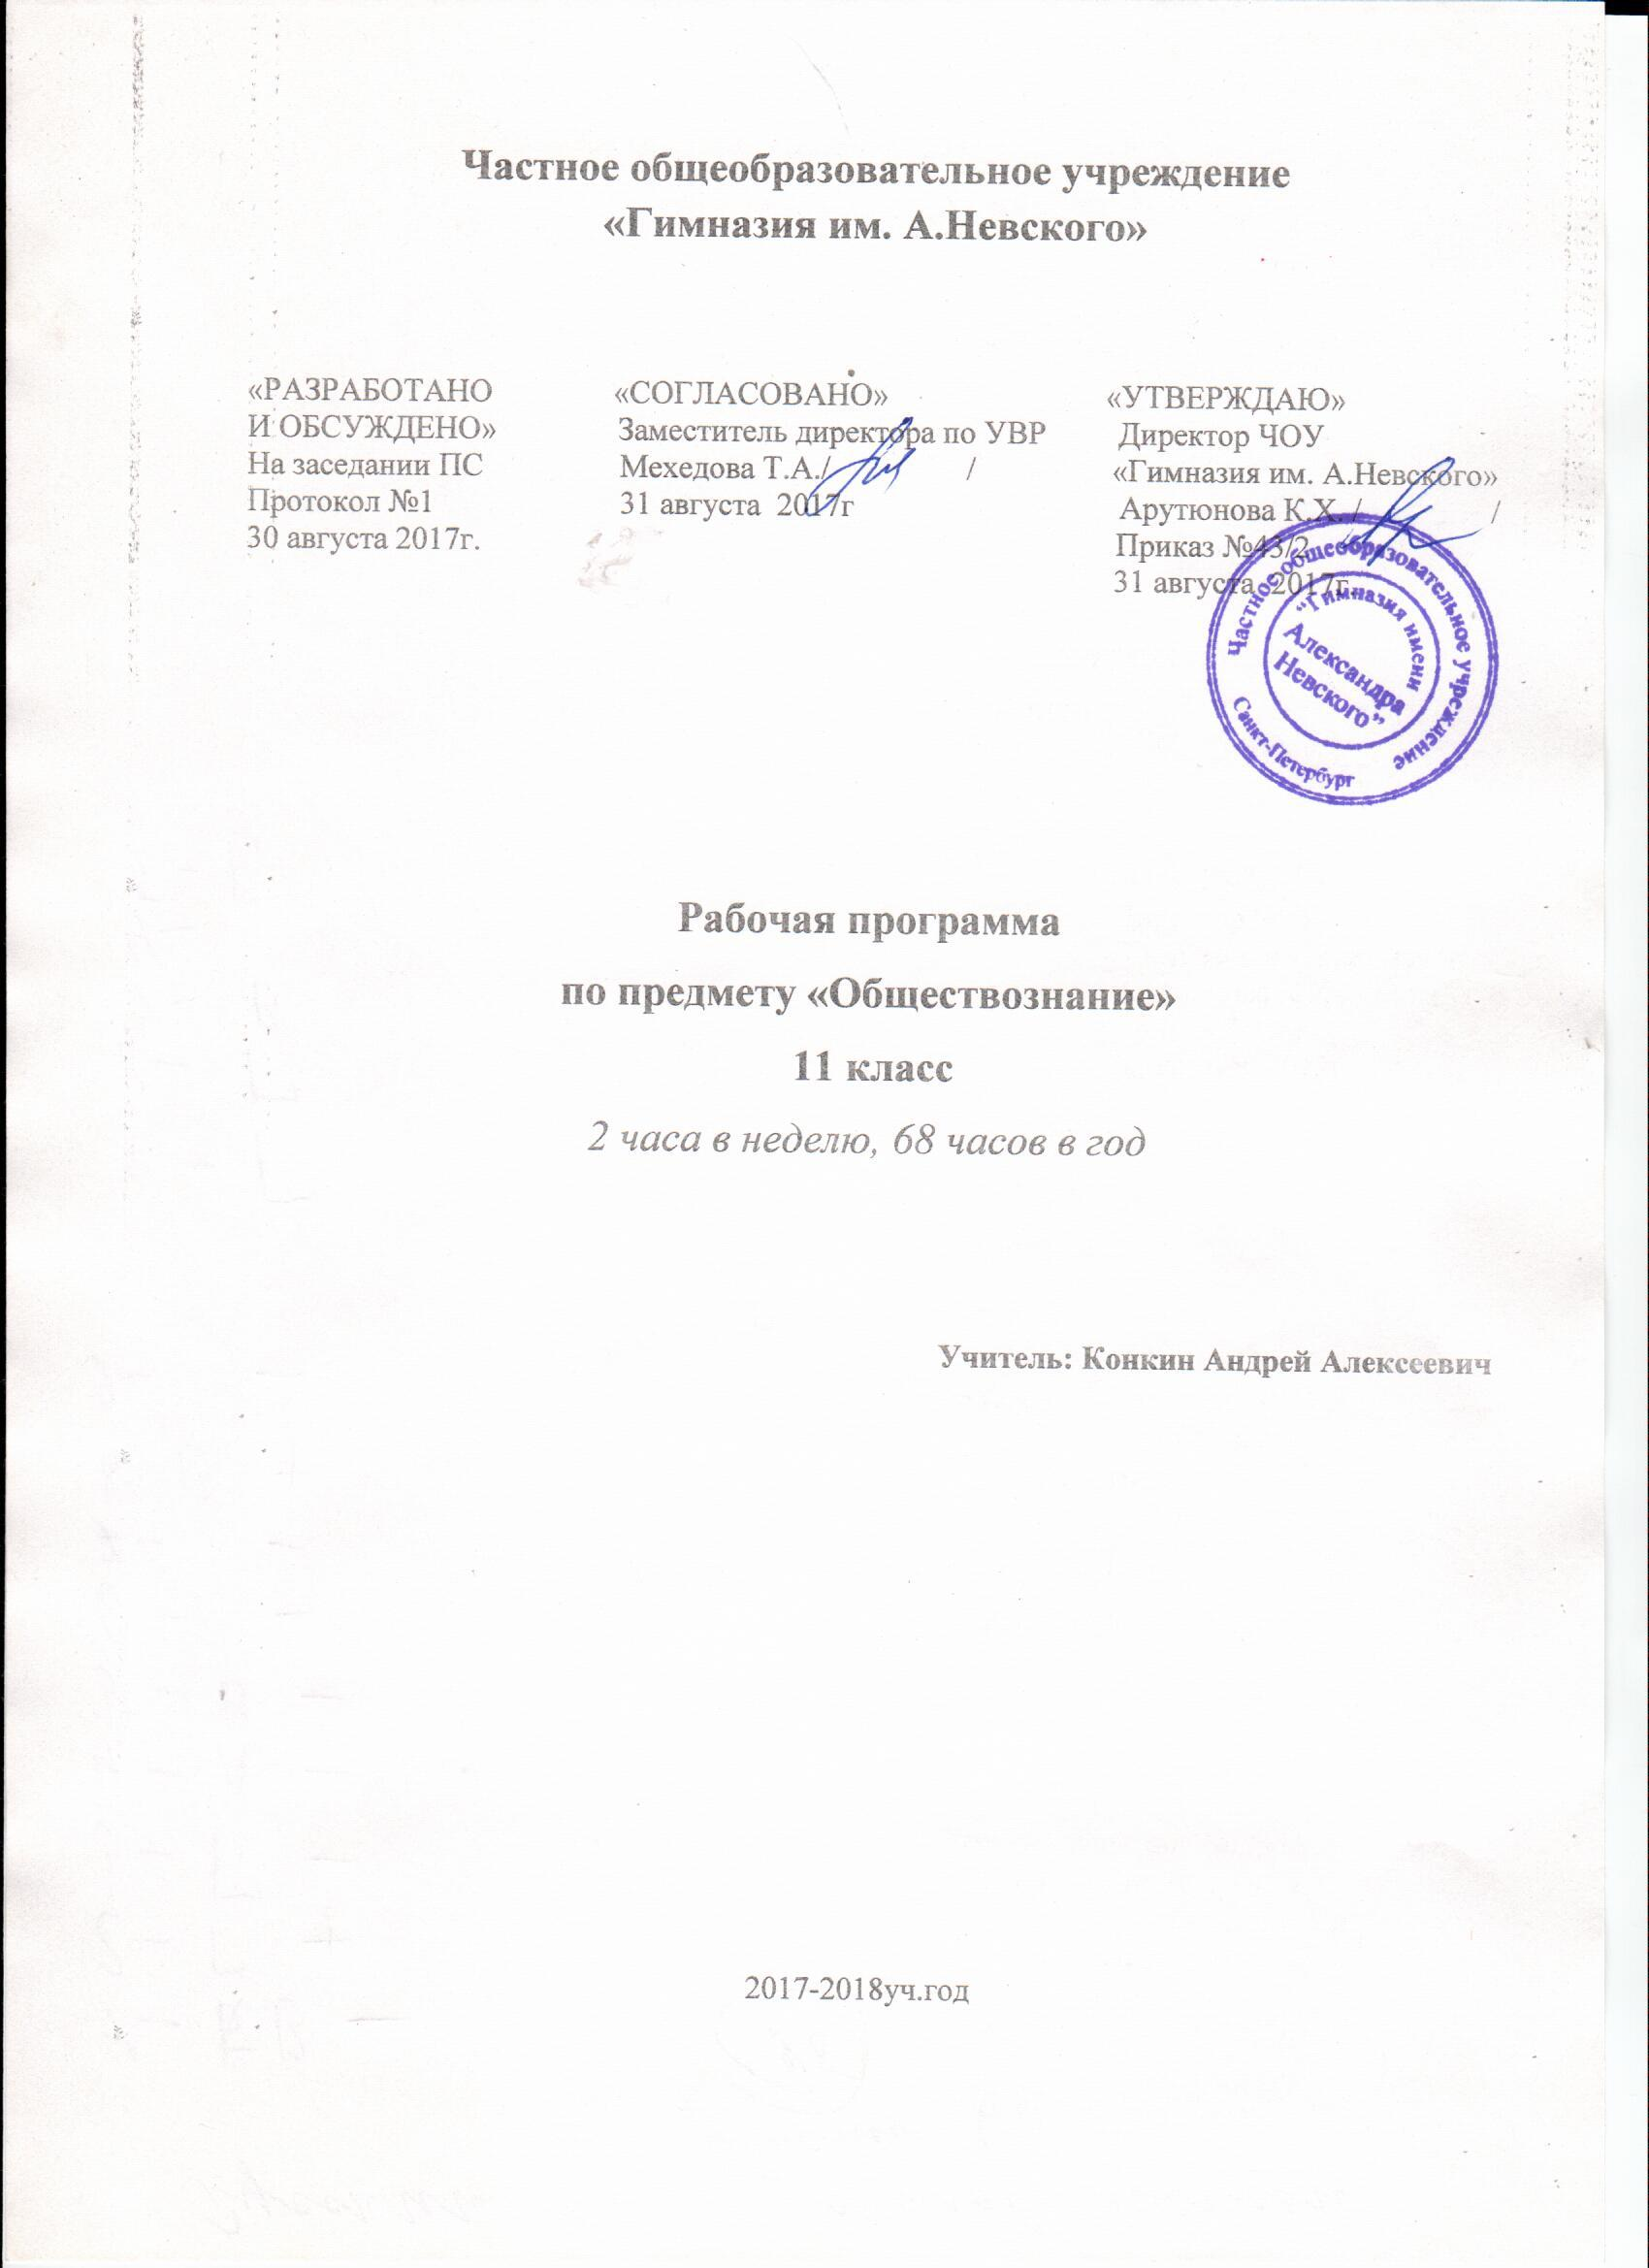 Частное общеобразовательное учреждение
«Гимназия им. А.Невского»
«РАЗРАБОТАНО
И ОБСУЖДЕНО»
На заседании ПС
Протокол №1
30 августа 2017г.
«СОГЛАСОВАНО»
Заместитель директора по УВР
Мехедова Т.А./ /
31 августа 2017г
«УТВЕРЖДАЮ»
Директор ЧОУ
«Гимназия им. А.Невского»
Арутюнова К.Х. / /
Приказ №43/2
31 августа 2017г.
Частное общеобразовательное учреждение
Санкт-Петербург
"Гимназия имени
Александра
Невского"
Рабочая программа
по предмету «Обществознание»
11 класс
2 часа в неделю, 68 часов в год
Учитель: Конкин Андрей Алексеевич
2017-2018уч.год